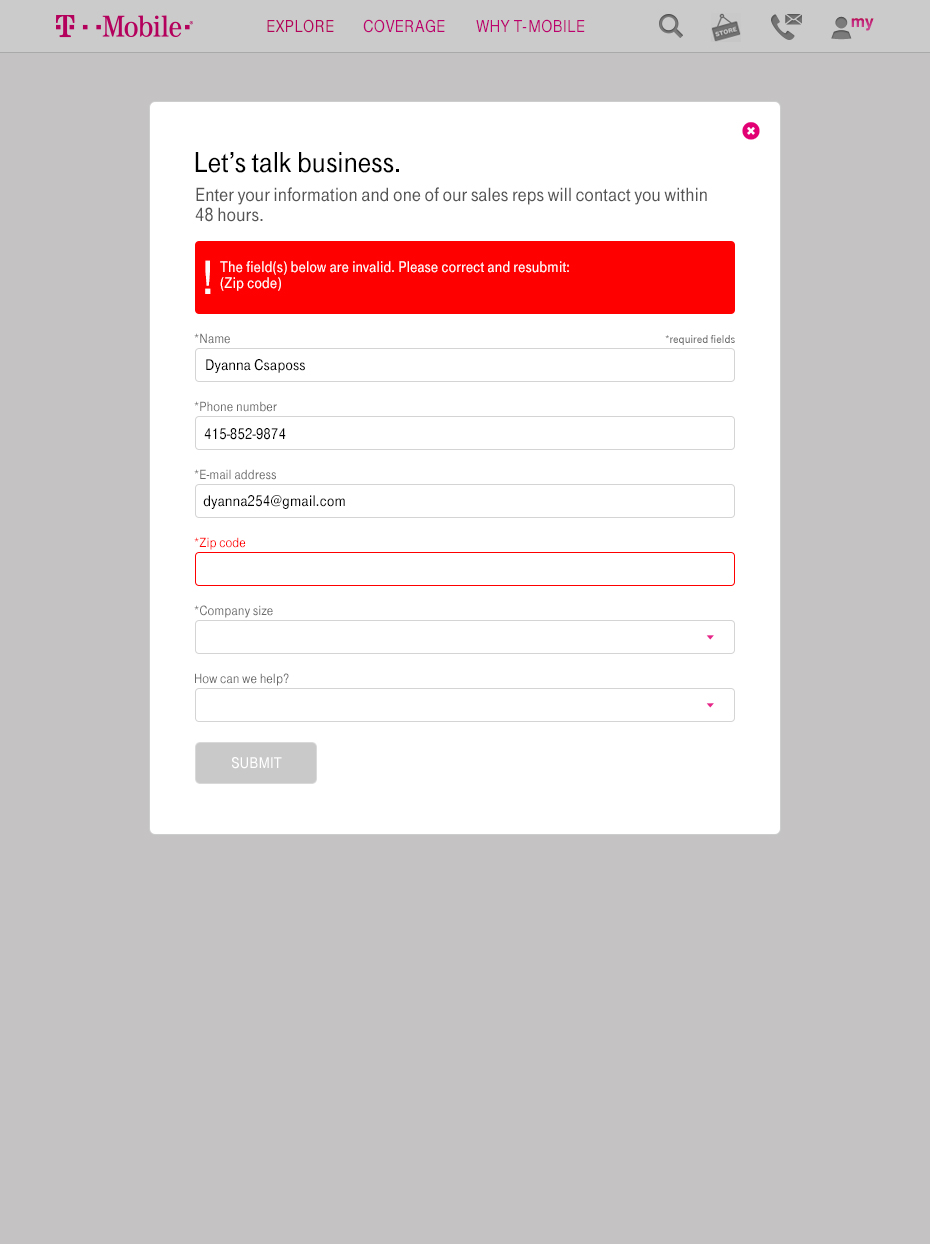 T··Mobile·®
EXPLORE COVERAGE WHY T-MOBILE
STORE
my
Let's talk business.
Enter your information and one of our sales reps will contact you within
48 hours.
! The field(s) below are invalid. Please correct and resubmit:
(Zip code)
*Name *required fields
Dyanna Csaposs
*Phone number
415-852-9874
*E-mail address
dyanna254@gmail.com
*Zip code
*Company size
How can we help?
SUBMIT